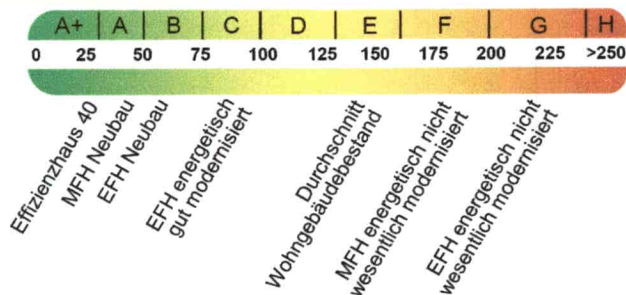 A+ A B C D E F G H
0 25 50 75 100 125 150 175 200 225 >250
Effizienzhaus 40
MFH Neubau
EFH Neubau
EFH energetisch
gut modernisiert
Durchschnitt
Wohngebäudebestand
MFH energetisch nicht
wesentlich modernisiert
EFH energetisch nicht
wesentlich modernisiert